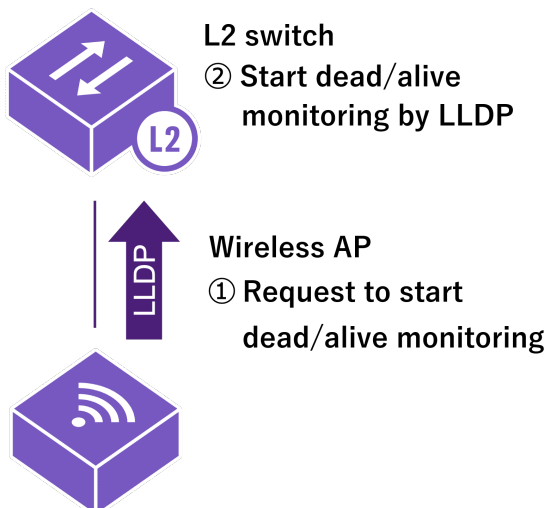 L2 switch
② Start dead/alive
monitoring by LLDP
L2
LLDP
Wireless AP
① Request to start
dead/alive monitoring